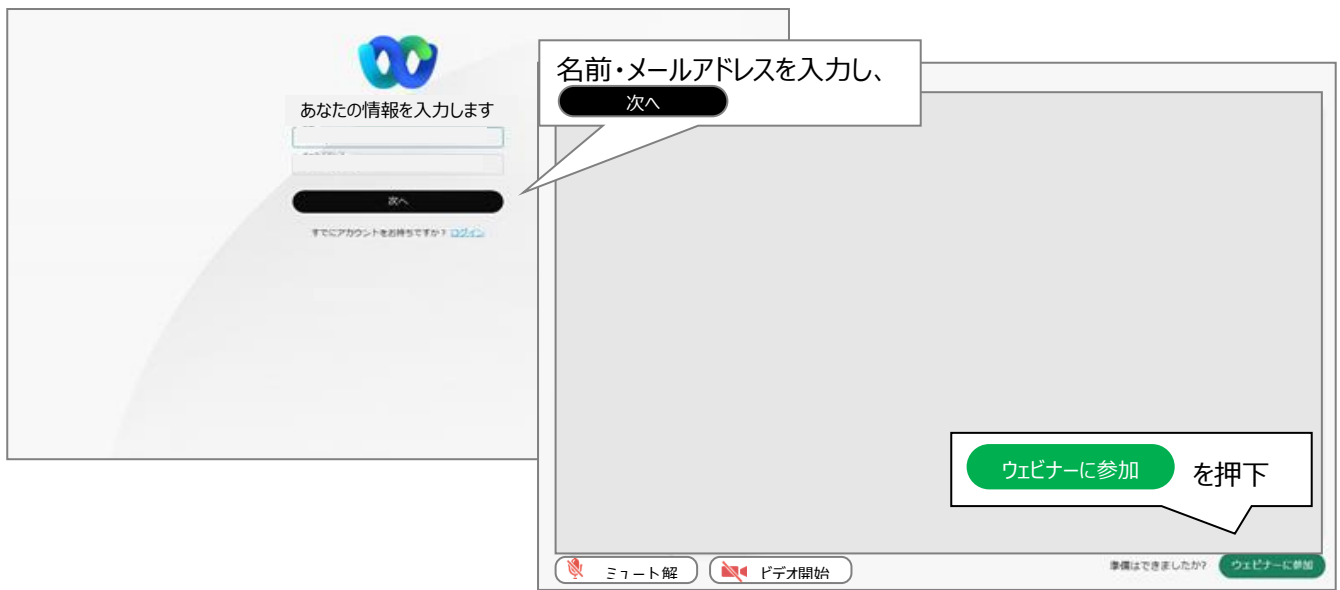 あなたの情報を入力します
次へ
すでにアカウントをお持ちですか? ログイン
名前・メールアドレスを入力し、
次へ
ウェビナーに参加 を押下
ミュート解
ビデオ開始
準備はできましたか? ウェビナーに参加